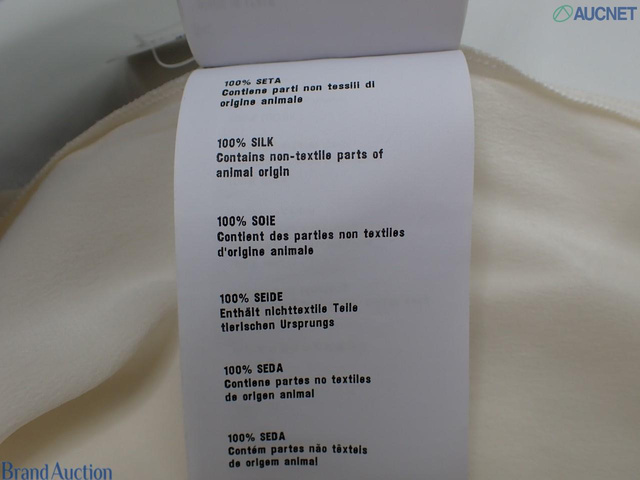 AUCNET
100% SETA
Contiene parti non tessili di
origine animale
100% SILK
Contains non-textile parts of
animal origin
100% SOIE
Contient des parties non textiles
d'origine animale
100% SEIDE
Enthält nichttextile Teile
tierischen Ursprungs
100% SEDA
Contiene partes no textiles
de origen animal
100% SEDA
Contém partes não têxteis
de origem animal
Brand Auction